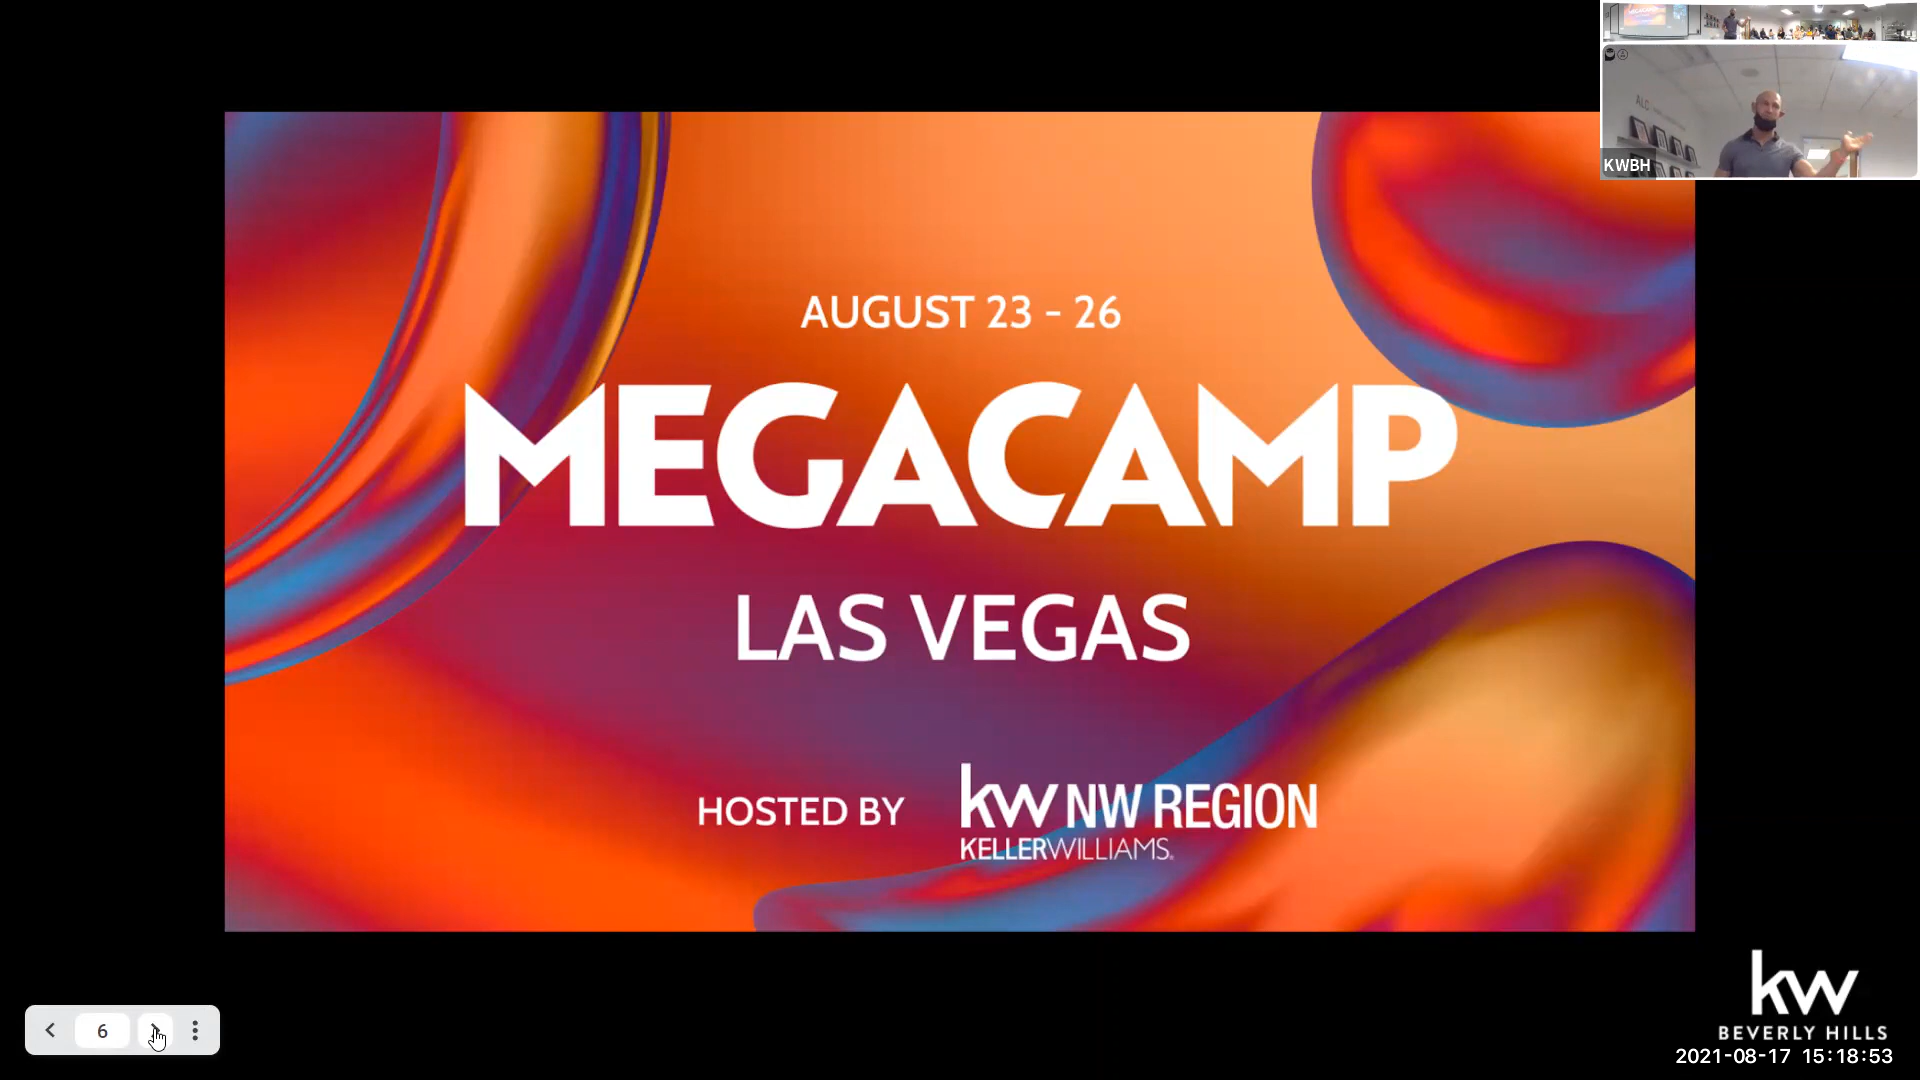 KWBH
AUGUST 23 - 26
MEGACAMP
LAS VEGAS
HOSTED BY
kw NW REGION
KELLERWILLIAMS.
6
kw
BEVERLY HILLS
2021-08-17 15:18:53